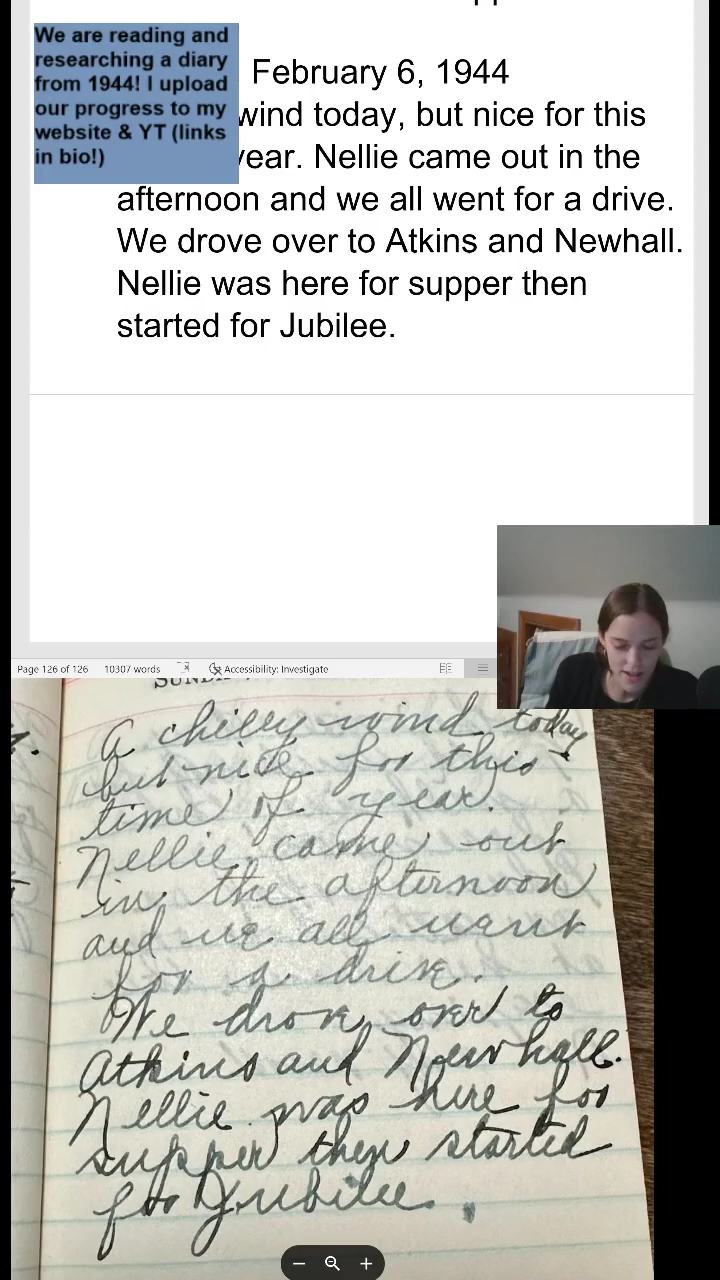 We are reading and
researching a diary
from 1944! I upload
our progress to my
website & YT (links
in bio!)
February 6, 1944
wind today, but nice for this
year. Nellie came out in the
afternoon and we all went for a drive.
We drove over to Atkins and Newhall.
Nellie was here for supper then
started for Jubilee.
Page 126 of 126 10307 words Accessibility: Investigate
A chilly wind today
but nice for this
time of year.
Nellie came out
in the afternoon
and we all went
for a drive.
We drove over to
Atkins and Newhall.
Nellie was here for
supper then started
for Jubilee.